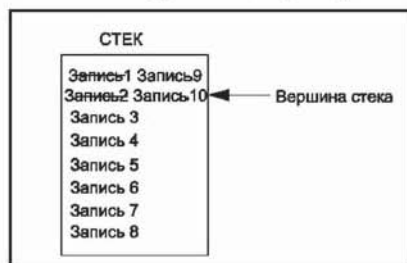 СТЕК
Запись1 Запись9
Запись2 Запись10
Вершина стека
Запись 3
Запись 4
Запись 5
Запись 6
Запись 7
Запись 8